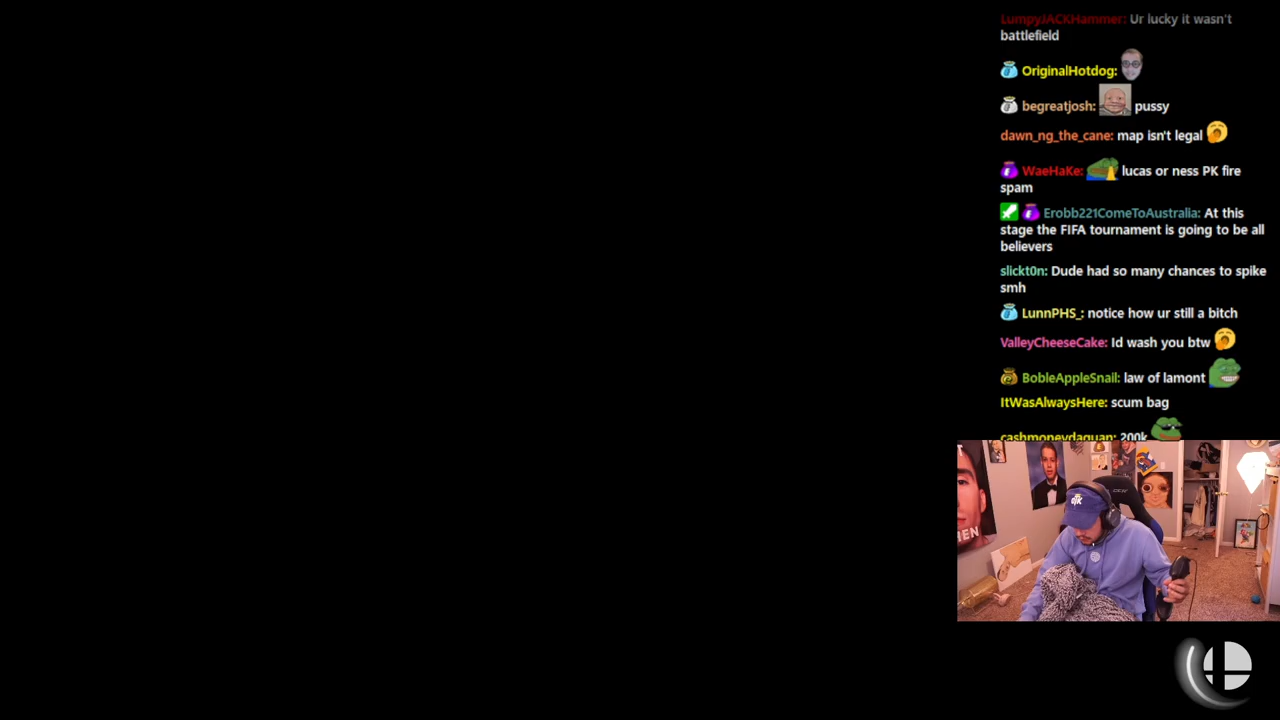 LumpyJACKHammer: Ur lucky it wasn't
battlefield
OriginalHotdog:
begreatjosh: pussy
dawn_ng_the_cane: map isn't legal
WaeHaKe: lucas or ness PK fire
spam
Erobb221ComeToAustralia: At this
stage the FIFA tournament is going to be all
believers
slickt0n: Dude had so many chances to spike
smh
LunnPHS_: notice how ur still a bitch
ValleyCheeseCake: Id wash you btw
BobleAppleSnail: law of lamont
ItWasAlwaysHere: scum bag
cashmoneydaquan: 200k